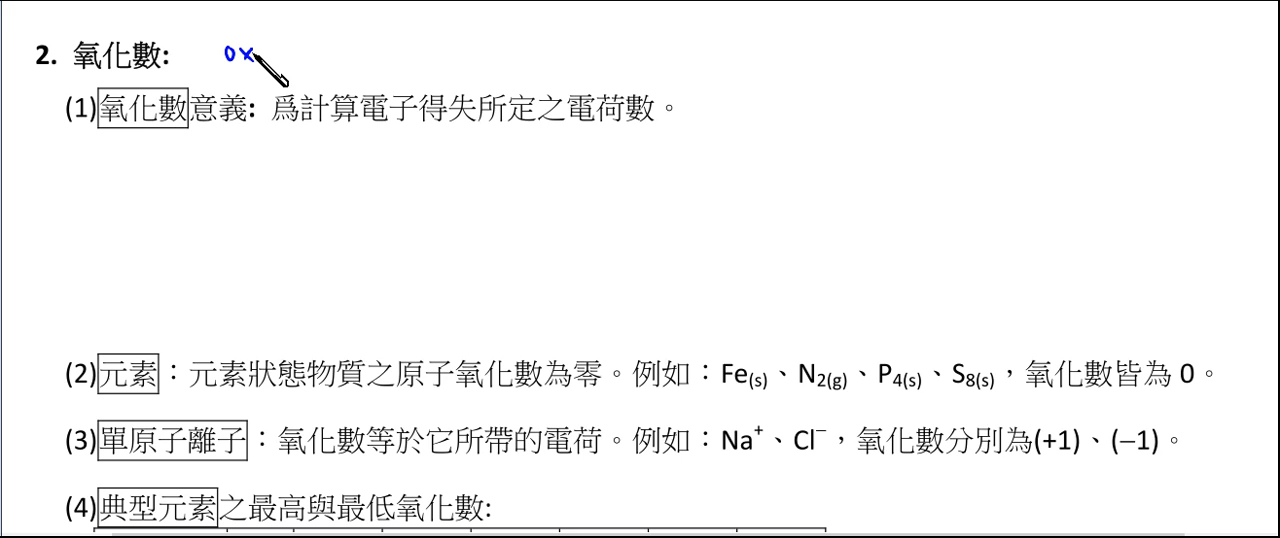 2. 氧化數: ox
(1)氧化數意義: 爲計算電子得失所定之電荷數。
(2)元素：元素狀態物質之原子氧化數為零。例如：Fe(s)、N2(g)、P4(s)、S8(s)，氧化數皆為 0。
(3)單原子離子：氧化數等於它所帶的電荷。例如：Na⁺、Cl⁻，氧化數分別為(+1)、(–1)。
(4)典型元素之最高與最低氧化數: